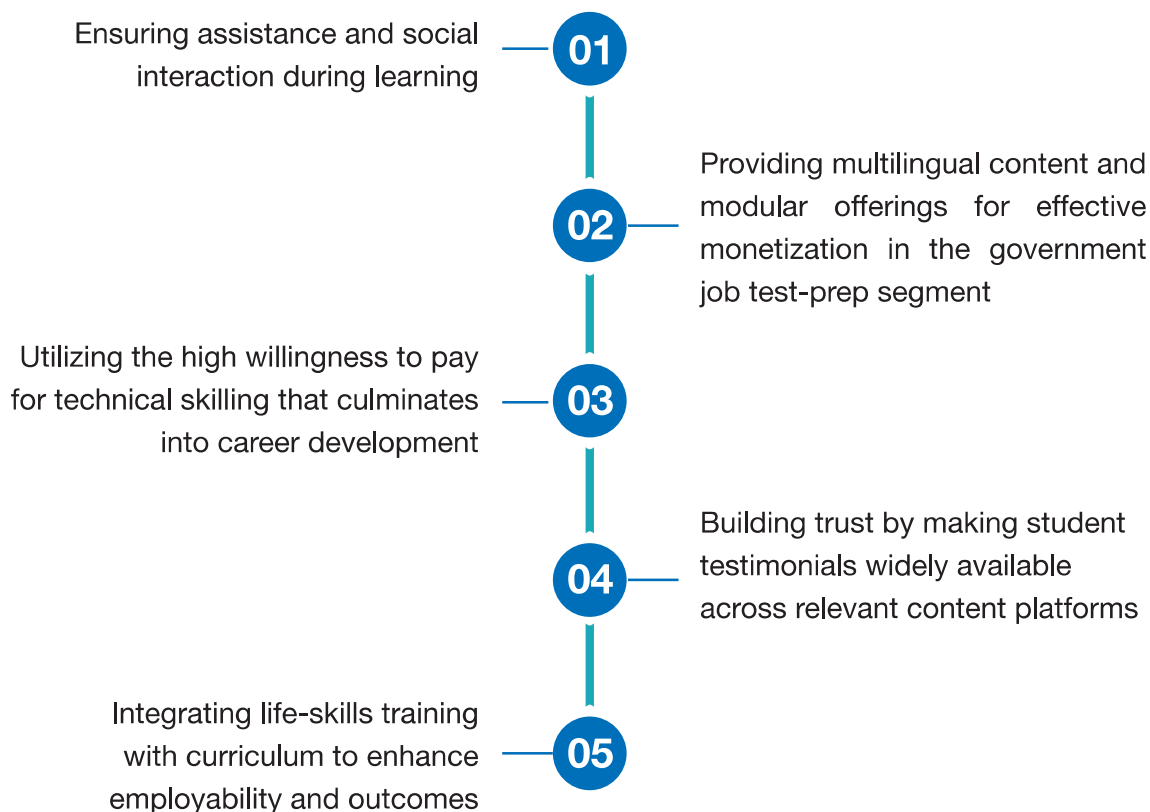 Ensuring assistance and social
interaction during learning
01
02
Providing multilingual content and
modular offerings for effective
monetization in the government
job test-prep segment
Utilizing the high willingness to pay
for technical skilling that culminates
into career development
03
04
Building trust by making student
testimonials widely available
across relevant content platforms
Integrating life-skills training
with curriculum to enhance
employability and outcomes
05